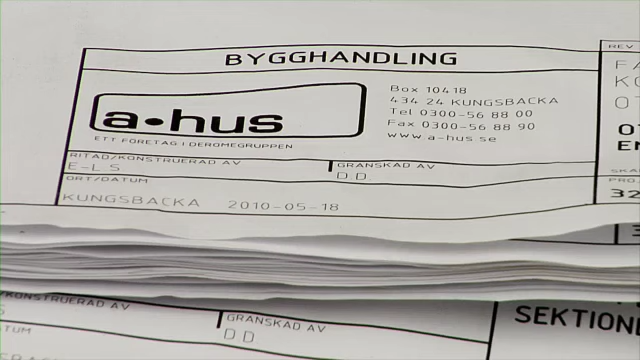 BYGGHANDLING
a-hus
ETT FÖRETAG I DEROMEGRUPPEN
Box 10418
434 24 KUNGSBACKA
Tel 0300-56 88 00
Fax 0300-56 88 90
www.a-hus.se
RITAD/KONSTRUERAD AV
E-LS
GRANSKAD AV
D.D.
ORT/DATUM
KUNGSBACKA 2010-05-18
REV
32
KONSTRUERAD AV
GRANSKAD AV
DD
SEKTION